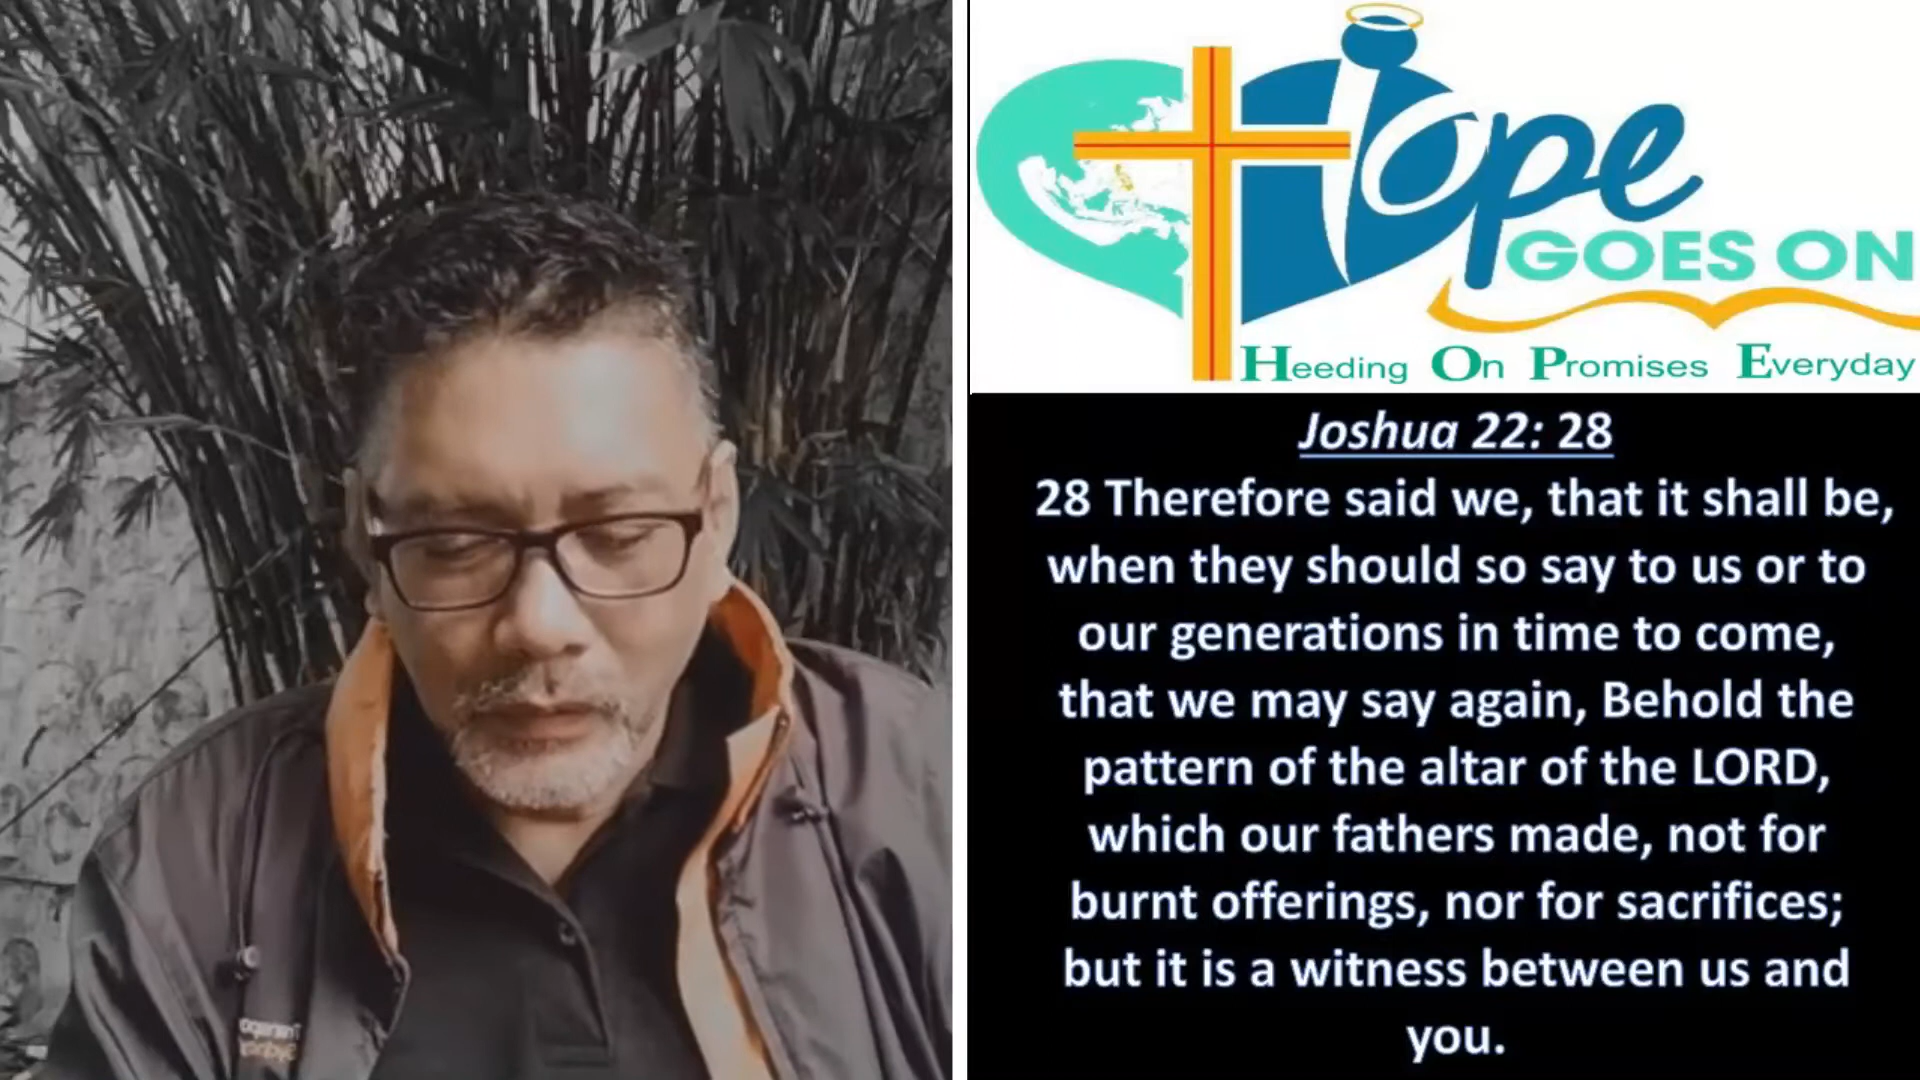 Hope
GOES ON
Heeding On Promises Everyday
Joshua 22: 28
28 Therefore said we, that it shall be,
when they should so say to us or to
our generations in time to come,
that we may say again, Behold the
pattern of the altar of the LORD,
which our fathers made, not for
burnt offerings, nor for sacrifices;
but it is a witness between us and
you.